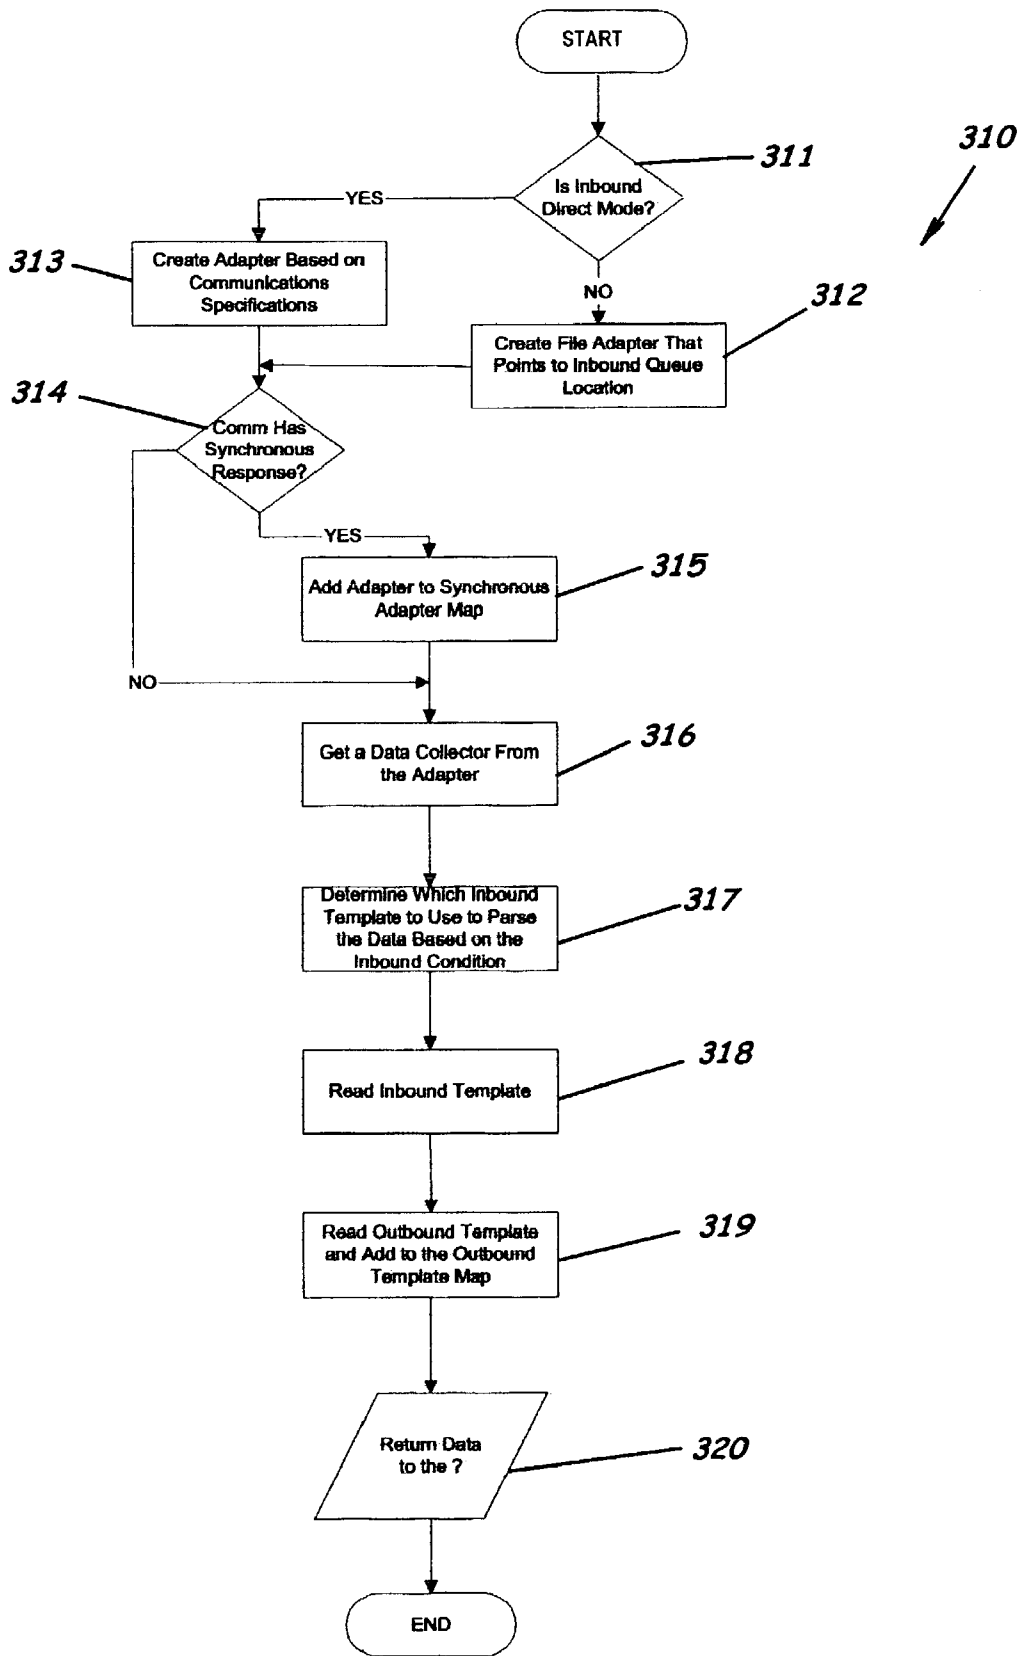 START
310
311
Is Inbound
Direct Mode?
YES
NO
313
Create Adapter Based on
Communications
Specifications
312
Create File Adapter That
Points to Inbound Queue
Location
314
Comm Has
Synchronous
Response?
YES
315
Add Adapter to Synchronous
Adapter Map
NO
316
Get a Data Collector From
the Adapter
317
Determine Which Inbound
Template to Use to Parse
the Data Based on the
Inbound Condition
318
Read Inbound Template
319
Read Outbound Template
and Add to the Outbound
Template Map
320
Return Data
to the ?
END